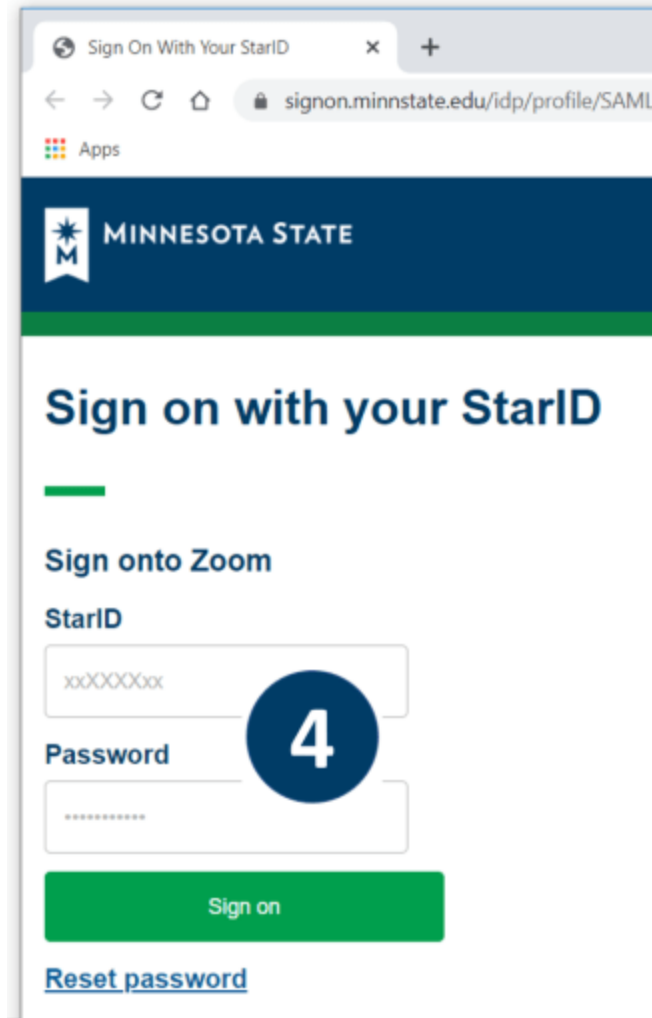 Sign On With Your StarID
signon.minnstate.edu/idp/profile/SAML
Apps
M
MINNESOTA STATE
Sign on with your StarID
Sign onto Zoom
StarID
xxXXXXxx
4
Password
Sign on
Reset password